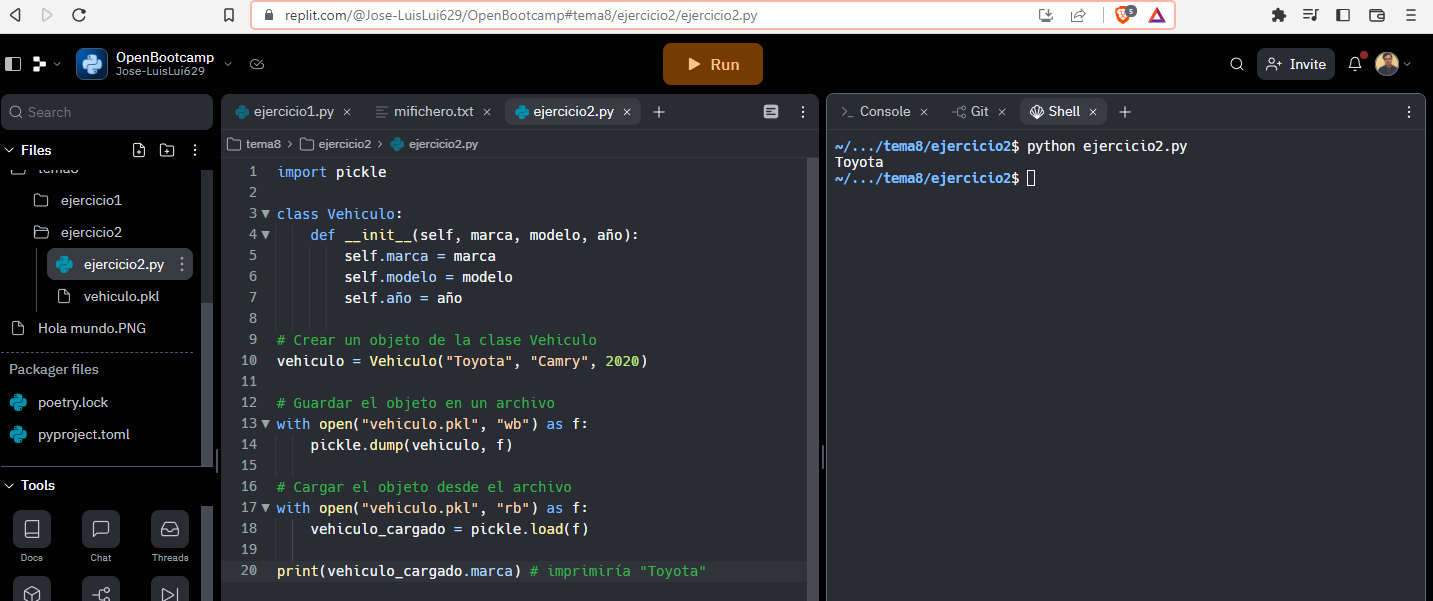 replit.com/@Jose-LuisLui629/OpenBootcamp#tema8/ejercicio2/ejercicio2.py
5
OpenBootcamp
Jose-LuisLui629
Run
Invite
Search
Files
ejercicio1
ejercicio2
ejercicio2.py
vehiculo.pkl
Hola mundo.PNG
Packager files
poetry.lock
pyproject.toml
Tools
Docs
Chat
Threads
ejercicio1.py
mifichero.txt
ejercicio2.py
tema8 > ejercicio2 > ejercicio2.py
1 import pickle
2
3 class Vehiculo:
4 def __init__(self, marca, modelo, año):
5 self.marca = marca
6 self.modelo = modelo
7 self.año = año
8
9 # Crear un objeto de la clase Vehiculo
10 vehiculo = Vehiculo("Toyota", "Camry", 2020)
11
12 # Guardar el objeto en un archivo
13 with open("vehiculo.pkl", "wb") as f:
14 pickle.dump(vehiculo, f)
15
16 # Cargar el objeto desde el archivo
17 with open("vehiculo.pkl", "rb") as f:
18 vehiculo_cargado = pickle.load(f)
19
20 print(vehiculo_cargado.marca) # imprimiría "Toyota"
Console
Git
Shell
~/.../tema8/ejercicio2$ python ejercicio2.py
Toyota
~/.../tema8/ejercicio2$